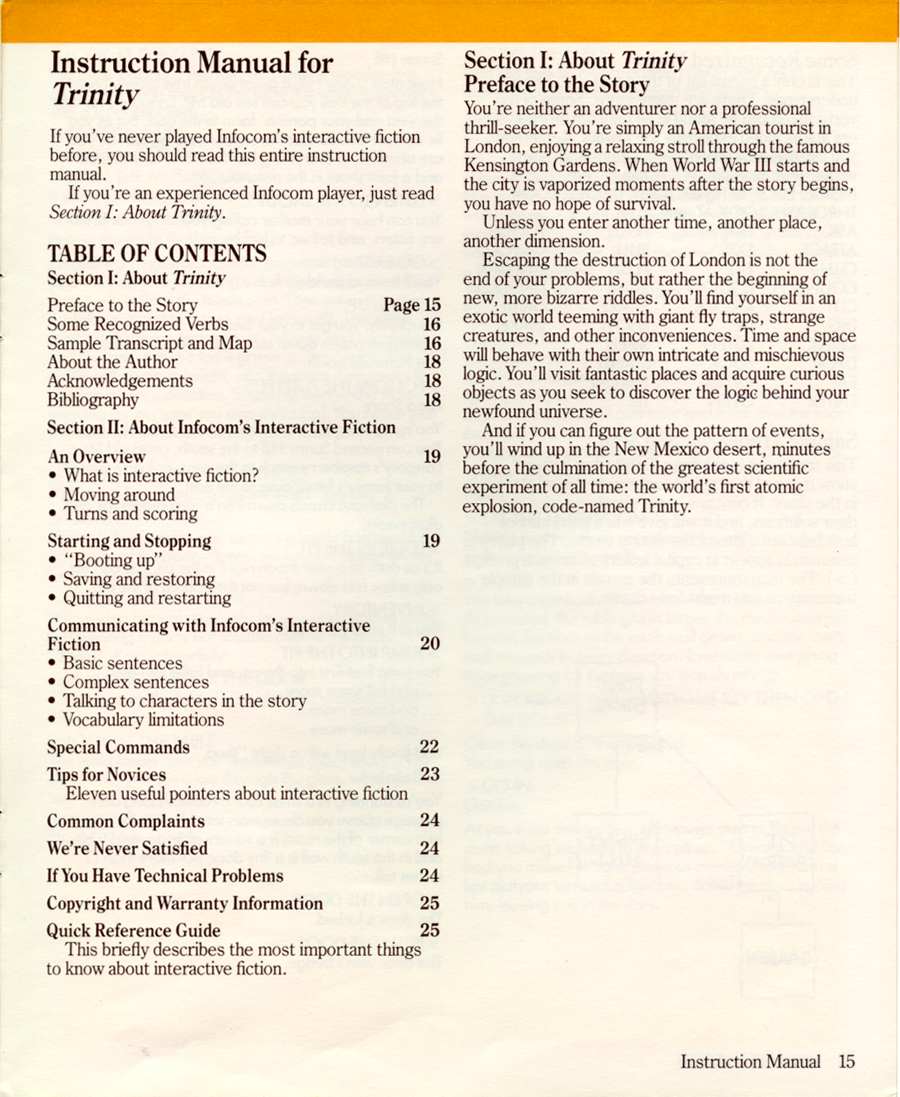 Instruction Manual for
Trinity
If you've never played Infocom's interactive fiction
before, you should read this entire instruction
manual.
If you're an experienced Infocom player, just read
Section I: About Trinity.
TABLE OF CONTENTS
Section I: About Trinity
Preface to the Story Page 15
Some Recognized Verbs 16
Sample Transcript and Map 16
About the Author 18
Acknowledgements 18
Bibliography 18
Section II: About Infocom's Interactive Fiction
An Overview 19
• What is interactive fiction?
• Moving around
• Turns and scoring
Starting and Stopping 19
• "Booting up"
• Saving and restoring
• Quitting and restarting
Communicating with Infocom's Interactive
Fiction 20
• Basic sentences
• Complex sentences
• Talking to characters in the story
• Vocabulary limitations
Special Commands 22
Tips for Novices 23
Eleven useful pointers about interactive fiction
Common Complaints 24
We're Never Satisfied 24
If You Have Technical Problems 24
Copyright and Warranty Information 25
Quick Reference Guide 25
This briefly describes the most important things
to know about interactive fiction.
Section I: About Trinity
Preface to the Story
You're neither an adventurer nor a professional
thrill-seeker. You're simply an American tourist in
London, enjoying a relaxing stroll through the famous
Kensington Gardens. When World War III starts and
the city is vaporized moments after the story begins,
you have no hope of survival.
Unless you enter another time, another place,
another dimension.
Escaping the destruction of London is not the
end of your problems, but rather the beginning of
new, more bizarre riddles. You'll find yourself in an
exotic world teeming with giant fly traps, strange
creatures, and other inconveniences. Time and space
will behave with their own intricate and mischievous
logic. You'll visit fantastic places and acquire curious
objects as you seek to discover the logic behind your
newfound universe.
And if you can figure out the pattern of events,
you'll wind up in the New Mexico desert, minutes
before the culmination of the greatest scientific
experiment of all time: the world's first atomic
explosion, code-named Trinity.
Instruction Manual 15